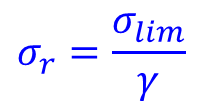 σ_r = σ_lim / γ